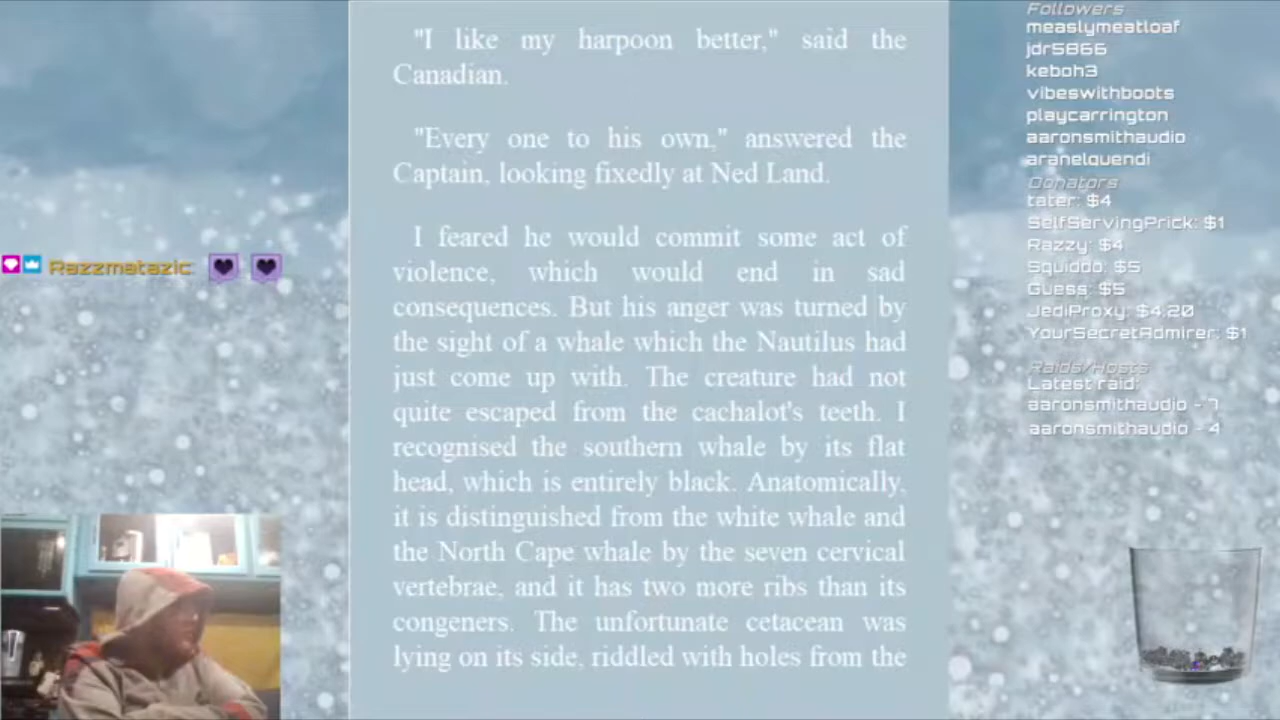 "I like my harpoon better," said the
Canadian.
"Every one to his own," answered the
Captain, looking fixedly at Ned Land.
I feared he would commit some act of
violence, which would end in sad
consequences. But his anger was turned by
the sight of a whale which the Nautilus had
just come up with. The creature had not
quite escaped from the cachalot's teeth. I
recognised the southern whale by its flat
head, which is entirely black. Anatomically,
it is distinguished from the white whale and
the North Cape whale by the seven cervical
vertebrae, and it has two more ribs than its
congeners. The unfortunate cetacean was
lying on its side, riddled with holes from the
Razzmatazic
Followers
measlymeatloaf
jdr5866
keboh3
vibeswithboots
playcarrington
aaronsmithaudio
aranelquendi
Donators
tater: $4
SelfServingPrick: $1
Razzy: $4
Squidoo: $5
Guess: $5
JediProxy: $4.20
YourSecretAdmirer: $1
Raids/Hosts
Latest raid:
aaronsmithaudio - 7
aaronsmithaudio - 4